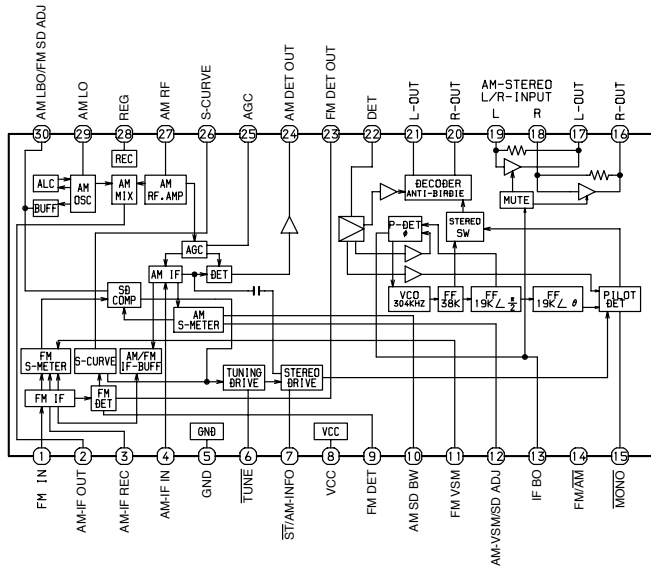 AM LBO/FM SD ADJ
AM LO
REG
AM RF
S-CURVE
AGC
AM DET OUT
FM DET OUT
DET
L-OUT
R-OUT
AM-STEREO
L/R-INPUT
L
R
L-OUT
R-OUT
30 29 28 27 26 25 24 23 22 21 20 19 18 17 16
REC
ALC
BUFF
AM
OSC
AM
MIX
AM
RF.AMP
AGC
AM IF
DET
SD
COMP
AM
S-METER
DECODER
ANTI-BIRDIE
P-DET
ø
STEREO
SW
MUTE
VCO
304KHZ
FF
38K
FF
19K∠ π/2
FF
19K∠ θ
PILOT
DET
FM
S-METER
S-CURVE
AM/FM
IF-BUFF
TUNING
DRIVE
STEREO
DRIVE
FM IF
FM
DET
GND
VCC
1 2 3 4 5 6 7 8 9 10 11 12 13 14 15
FM IN
AM-IF OUT
AM-IF REC
AM-IF IN
GND
TUNE
ST/AM-INFO
VCC
FM DET
AM SD BW
FM VSM
AM-VSM/SD ADJ
IF BO
FM/AM
MONO